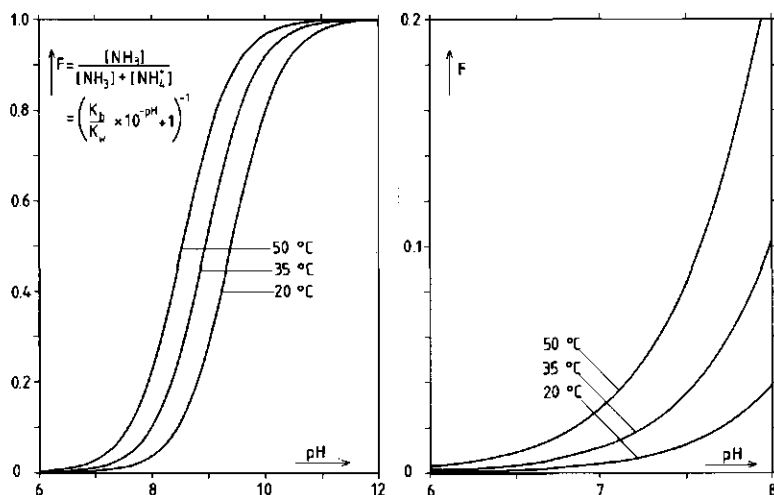 1.0
0.8
0.6
0.4
0.2
0
6
8
10
12
F = [NH3] / [NH3] + [NH4+]
= (Kb/Kw × 10^-pH + 1)^-1
50 °C
35 °C
20 °C
pH
0.2
0.1
0
6
7
8
F
50 °C
35 °C
20 °C
pH